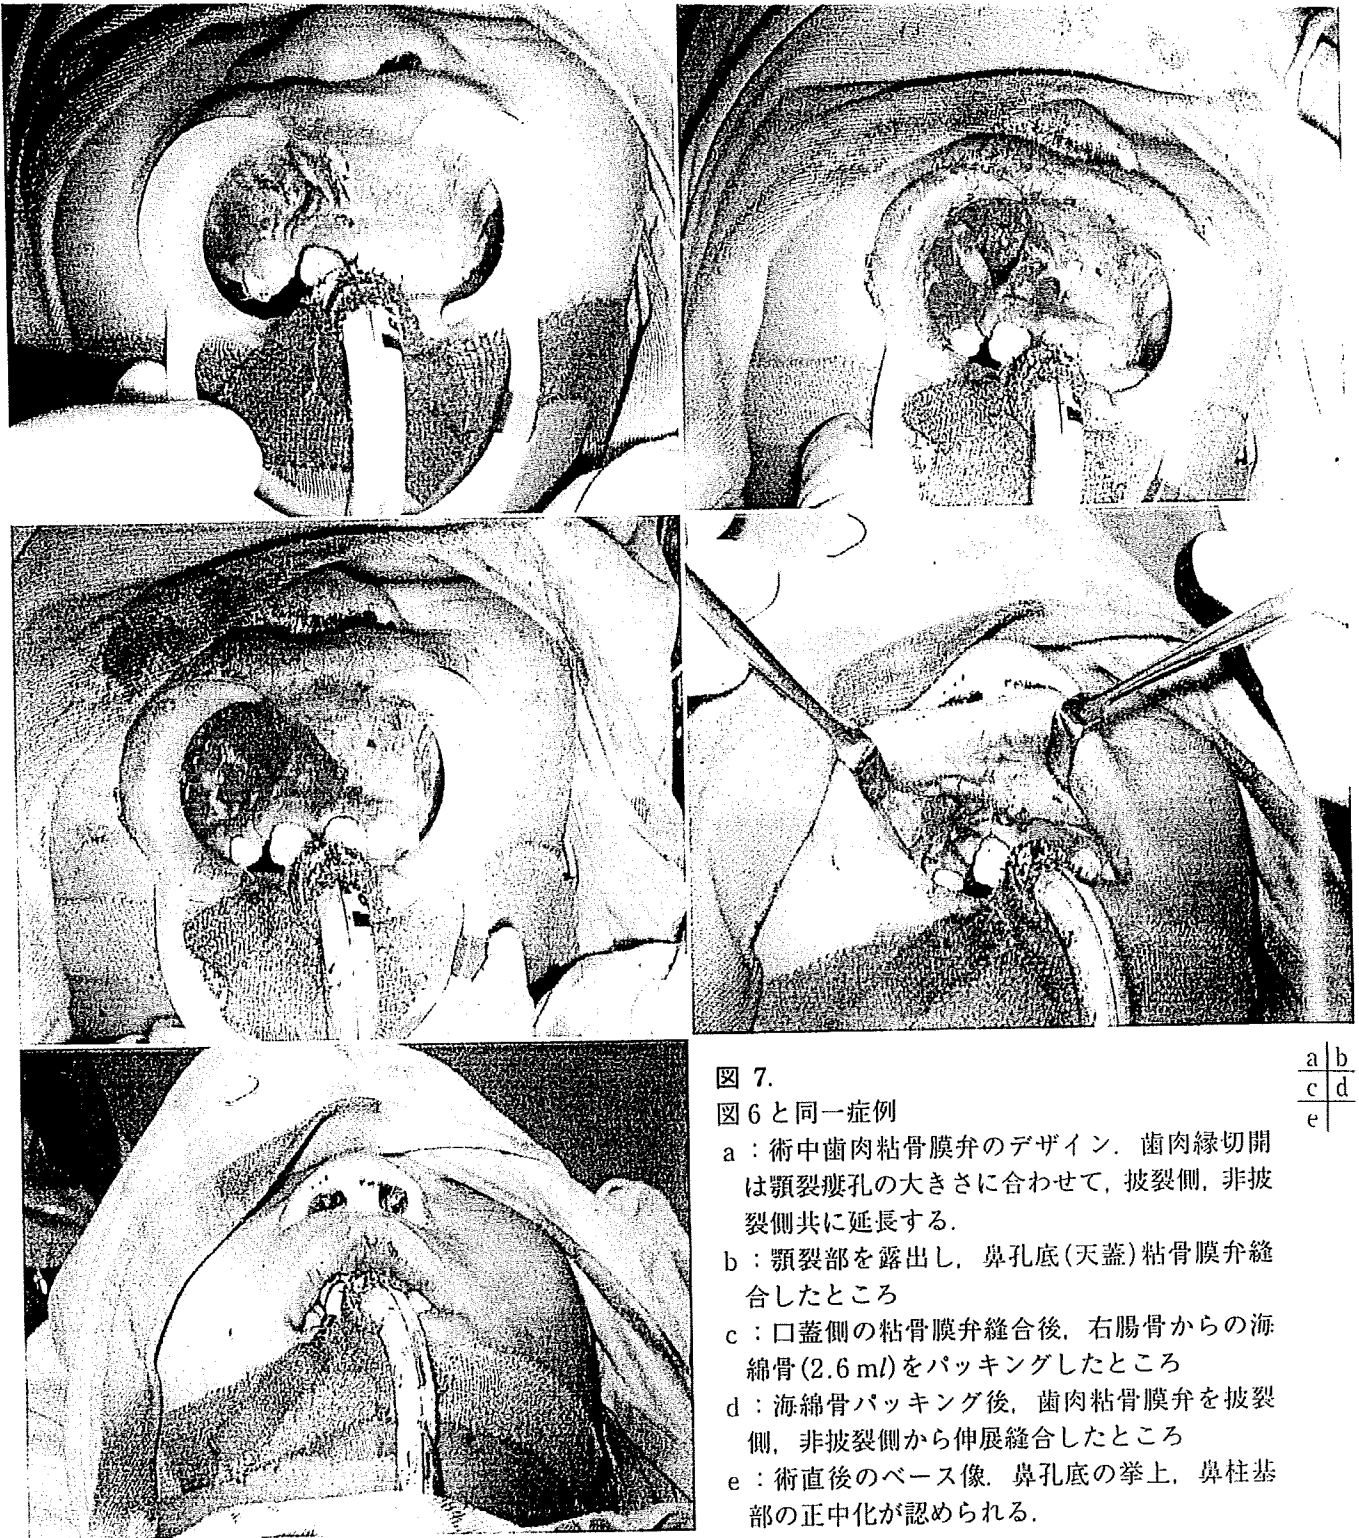 図 7.
図6と同一症例
a：術中歯肉粘骨膜弁のデザイン．歯肉縁切開
は顎裂瘻孔の大きさに合わせて，披裂側，非披
裂側共に延長する．
b：顎裂部を露出し，鼻孔底(天蓋)粘骨膜弁縫
合したところ
c：口蓋側の粘骨膜弁縫合後，右腸骨からの海
綿骨(2.6 ml)をパッキングしたところ
d：海綿骨パッキング後，歯肉粘骨膜弁を披裂
側，非披裂側から伸展縫合したところ
e：術直後のベース像．鼻孔底の挙上，鼻柱基
部の正中化が認められる．
a b
c d
e